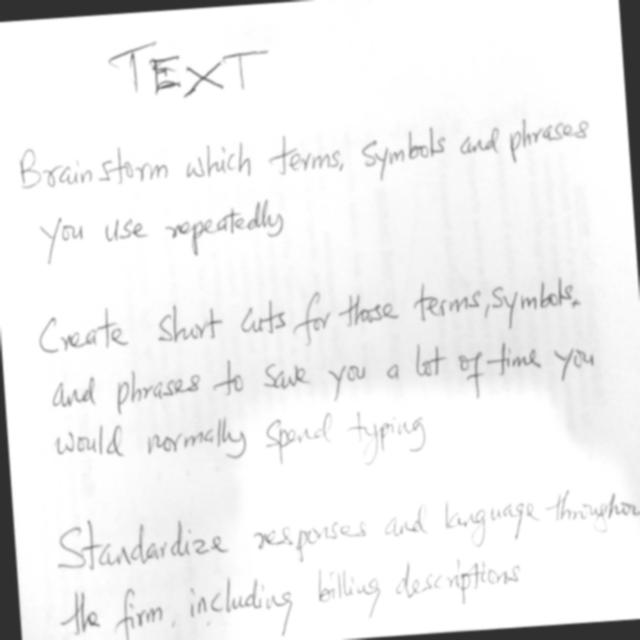 TEXT
Brainstorm which terms, symbols and phrases
you use repeatedly
Create short cuts for those terms, symbols,
and phrases to save you a lot of time you
would normally spend typing
Standardize responses and language throughou
the firm, including billing descriptions